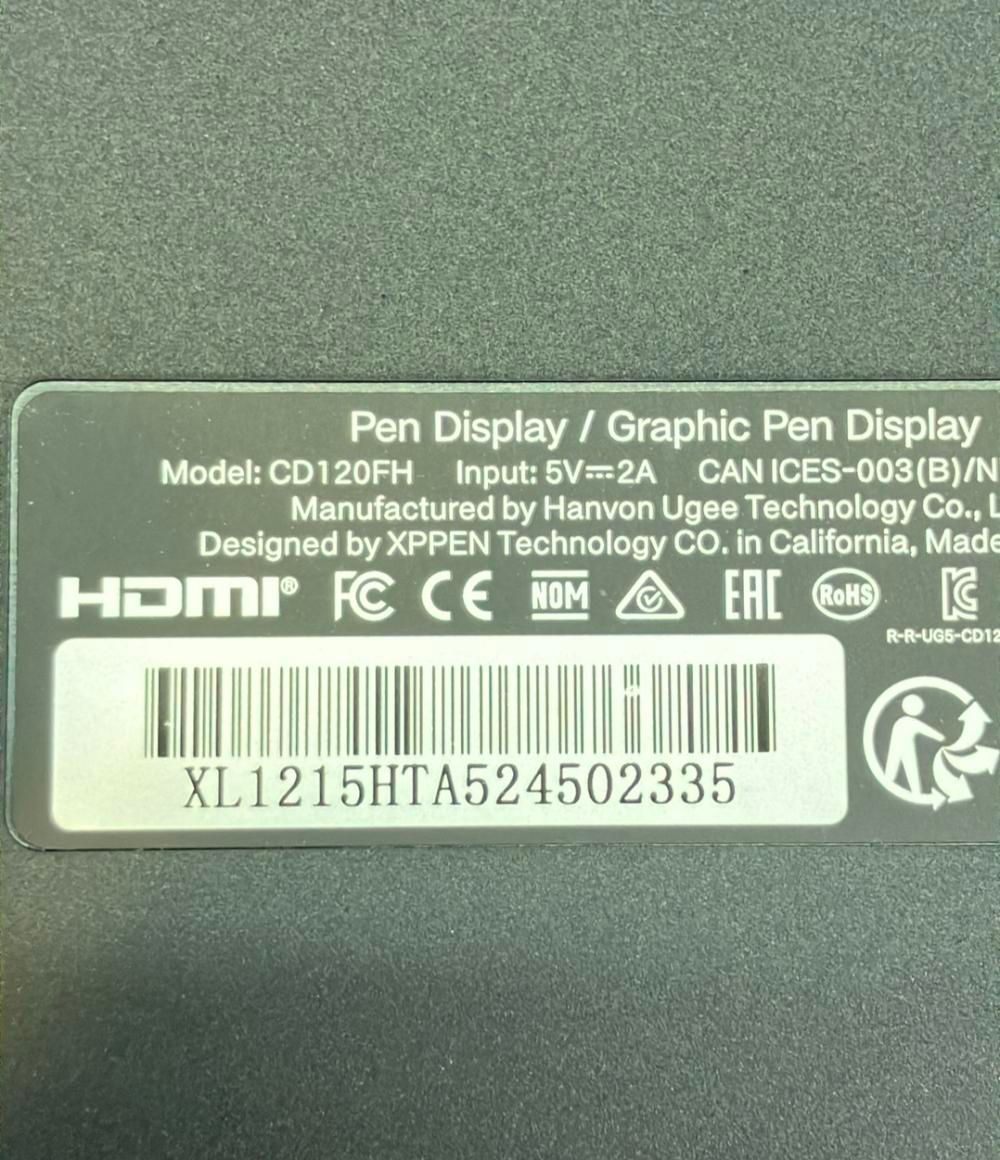 Pen Display / Graphic Pen Display
Model: CD120FH Input: 5V⎓2A CAN ICES-003(B)/N
Manufactured by Hanvon Ugee Technology Co., L
Designed by XPPEN Technology CO. in California, Made
HDMI® FC CE NOM EAC RoHS
R-R-UG5-CD12
XL1215HTA524502335